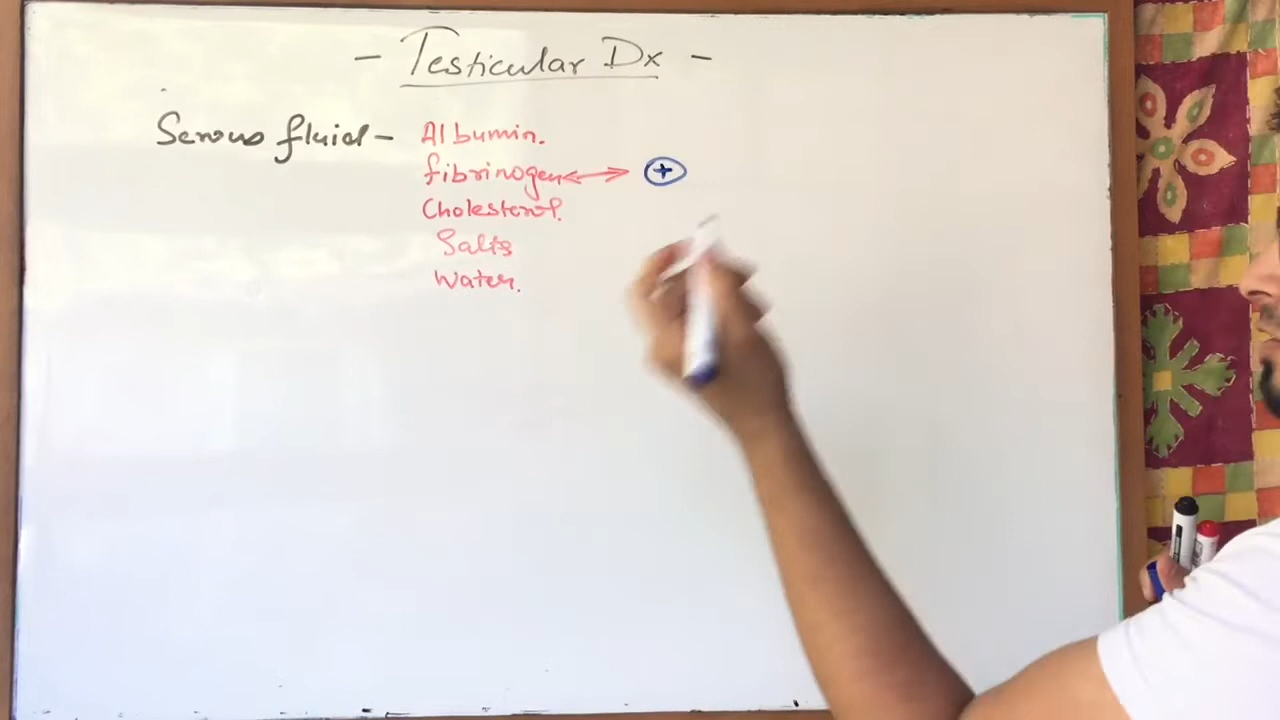 - Testicular Dx -
Serous fluid - Albumin.
fibrinogen ↔ +
Cholesterol.
Salts
Water.